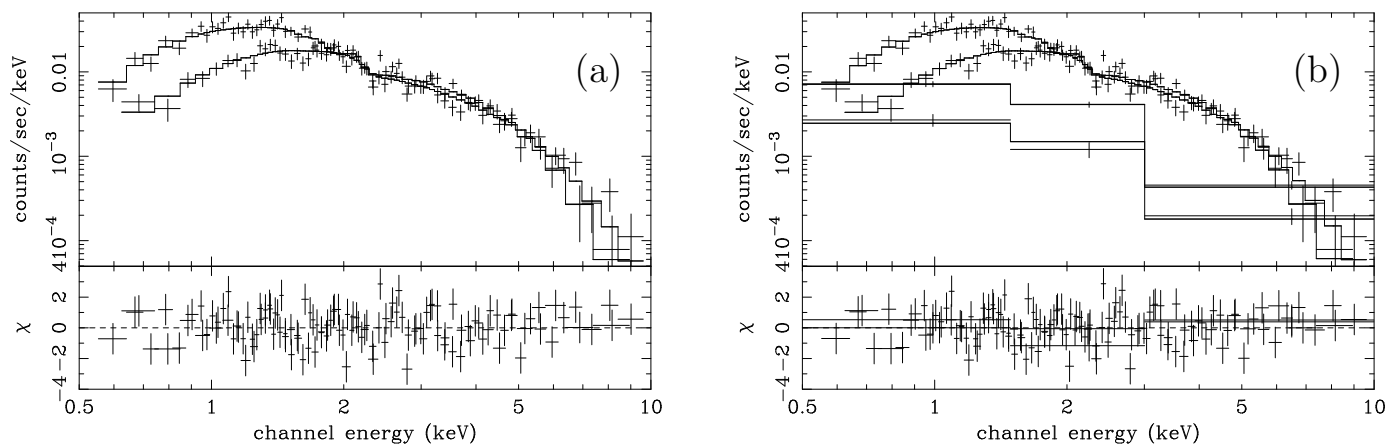 (a)
counts/sec/keV
0.01
10⁻³
410⁻⁴
χ
2
0
−2
−4
0.5 1 2 5 10
channel energy (keV)
(b)
counts/sec/keV
0.01
10⁻³
410⁻⁴
χ
2
0
−2
−4
0.5 1 2 5 10
channel energy (keV)